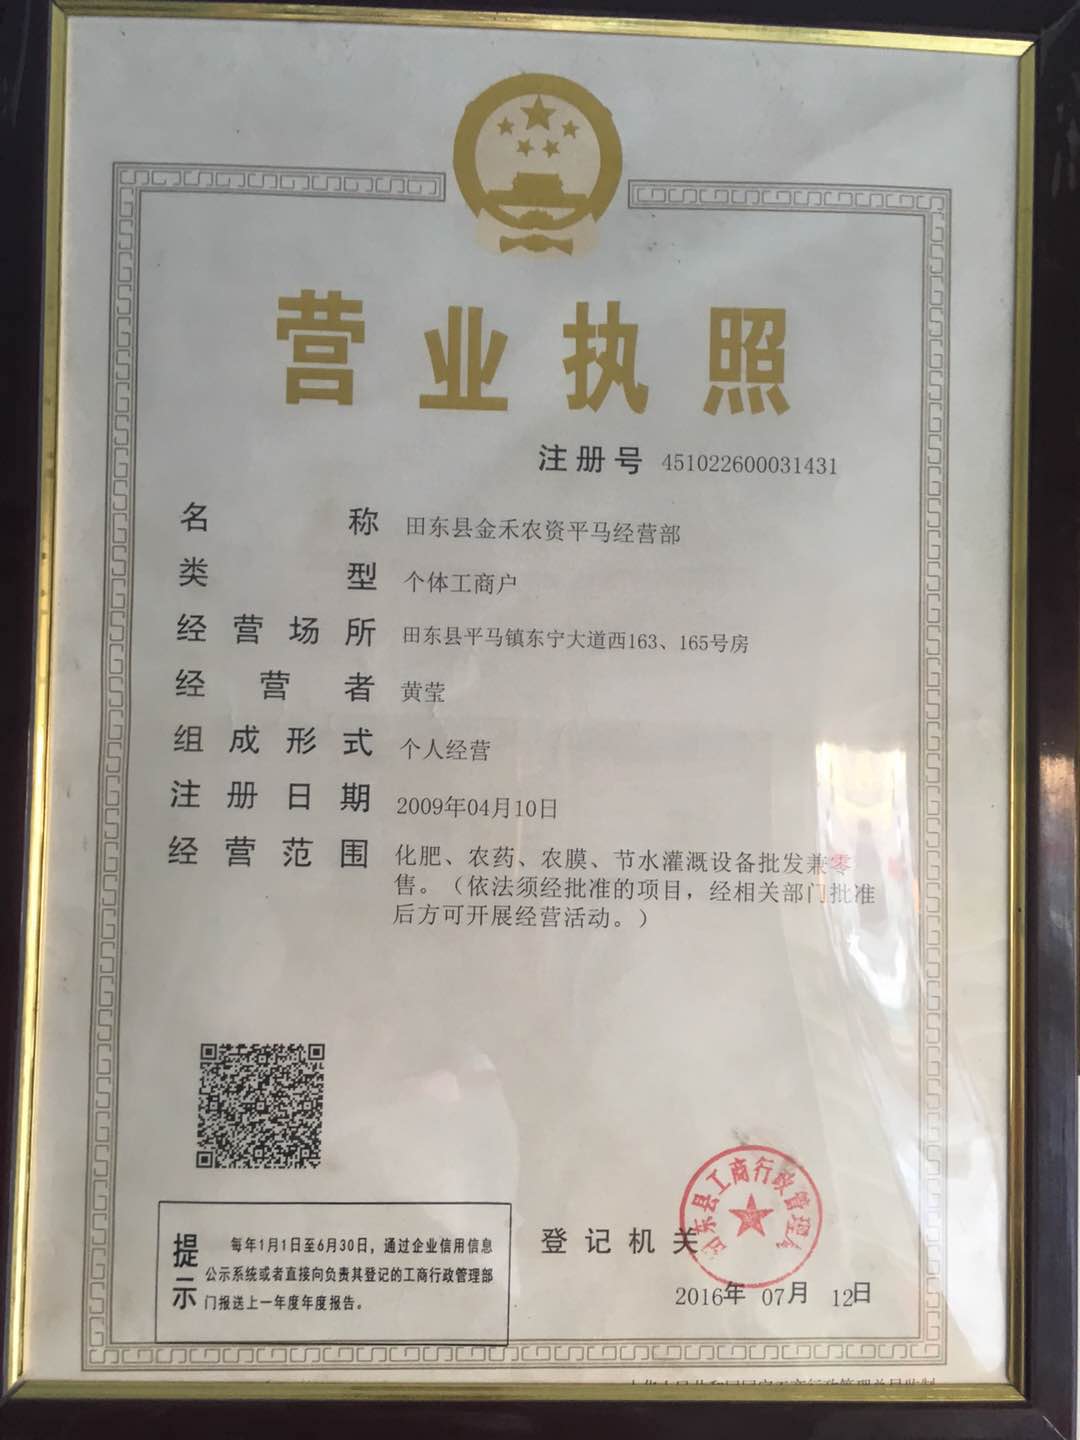 营业执照
注册号 451022600031431
名称 田东县金禾农资平马经营部
类型 个体工商户
经营场所 田东县平马镇东宁大道西163、165号房
经营者 黄莹
组成形式 个人经营
注册日期 2009年04月10日
经营范围 化肥、农药、农膜、节水灌溉设备批发兼零
售。（依法须经批准的项目，经相关部门批准
后方可开展经营活动。）
田东县工商行政管理局
登记机关
提示
每年1月1日至6月30日，通过企业信用信息
公示系统或者直接向负责其登记的工商行政管理部
门报送上一年度年度报告。
2016年 07月 12日